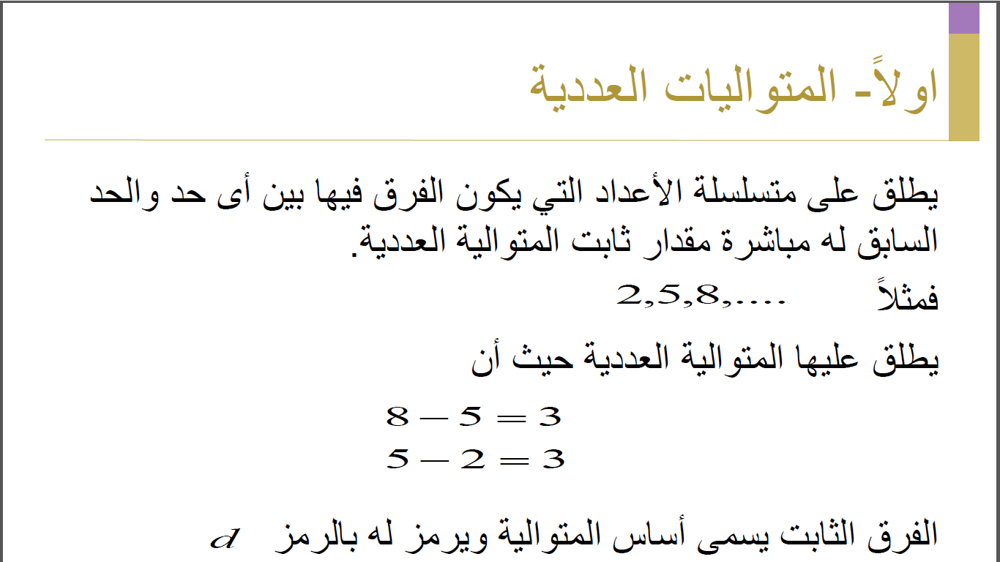 اولاً- المتواليات العددية
يطلق على متسلسلة الأعداد التي يكون الفرق فيها بين أى حد والحد
السابق له مباشرة مقدار ثابت المتوالية العددية.
فمثلاً 2,5,8,....
يطلق عليها المتوالية العددية حيث أن
8 − 5 = 3
5 − 2 = 3
الفرق الثابت يسمى أساس المتوالية ويرمز له بالرمز d